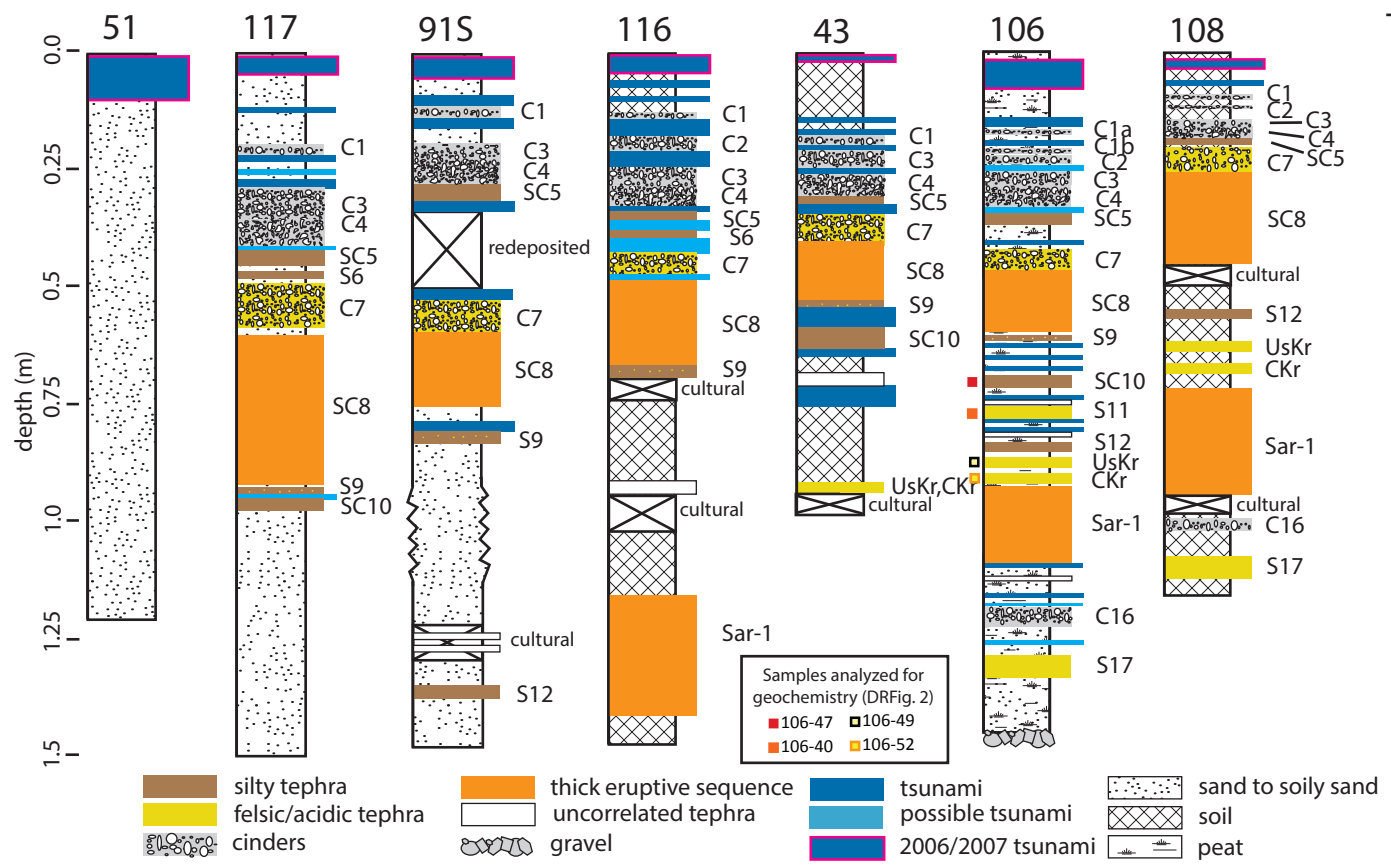 51 117 91S 116 43 106 108
depth (m)
0.0
0.25
0.5
0.75
1.0
1.25
1.5
C1
C3
C4
SC5
S6
C7
SC8
S9
SC10
C1
C3
C4
SC5
redeposited
C7
SC8
S9
cultural
S12
C1
C2
C3
C4
SC5
S6
C7
SC8
S9
cultural
cultural
Sar-1
C1
C3
C4
SC5
C7
SC8
S9
SC10
UsKr,CKr
cultural
C1a
C1b
C2
C3
C4
SC5
C7
SC8
S9
SC10
S11
S12
UsKr
CKr
Sar-1
C16
S17
C1
C2
C3
C4
SC5
C7
SC8
cultural
S12
UsKr
CKr
Sar-1
cultural
C16
S17
Samples analyzed for
geochemistry (DRFig. 2)
106-47 106-49
106-40 106-52
silty tephra thick eruptive sequence tsunami sand to soily sand
felsic/acidic tephra uncorrelated tephra possible tsunami soil
cinders gravel 2006/2007 tsunami peat